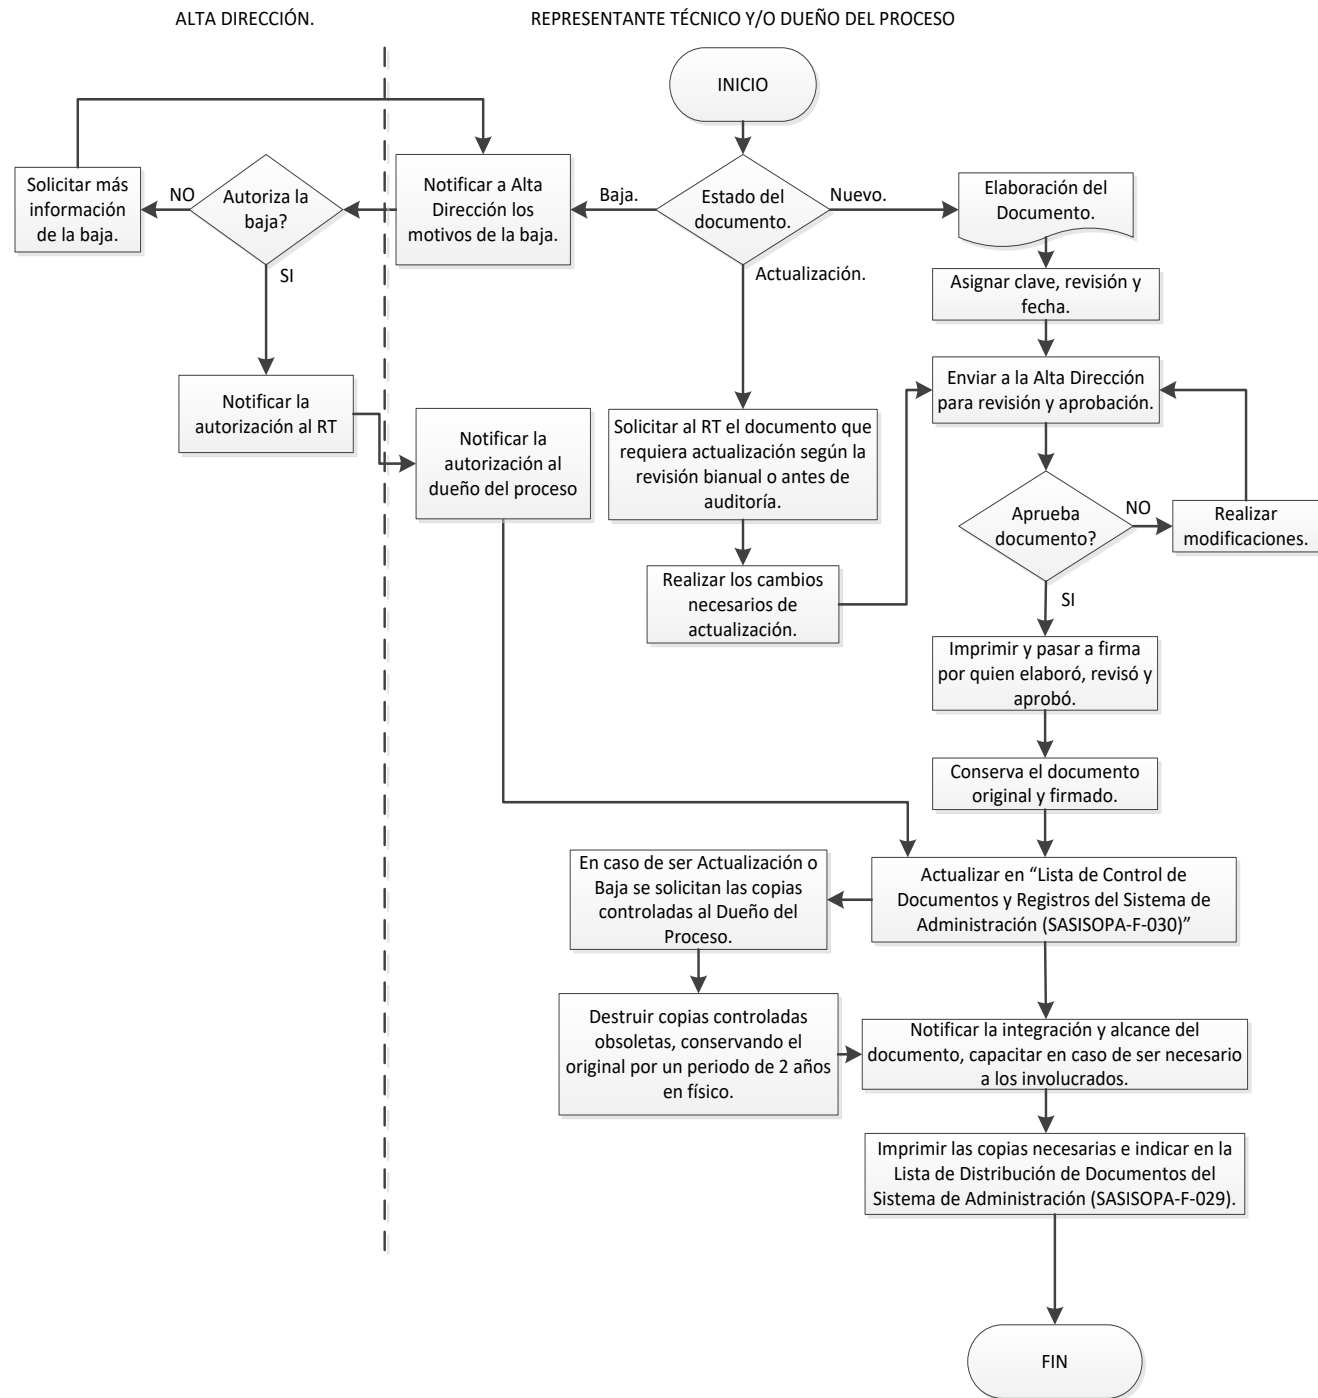 ALTA DIRECCIÓN.
REPRESENTANTE TÉCNICO Y/O DUEÑO DEL PROCESO
INICIO
Estado del
documento.
Baja.
Nuevo.
Actualización.
Notificar a Alta
Dirección los
motivos de la baja.
Autoriza la
baja?
NO
SI
Solicitar más
información
de la baja.
Notificar la
autorización al RT
Notificar la
autorización al
dueño del proceso
Solicitar al RT el documento que
requiera actualización según la
revisión bianual o antes de
auditoría.
Realizar los cambios
necesarios de
actualización.
Elaboración del
Documento.
Asignar clave, revisión y
fecha.
Enviar a la Alta Dirección
para revisión y aprobación.
Aprueba
documento?
NO
Realizar
modificaciones.
SI
Imprimir y pasar a firma
por quien elaboró, revisó y
aprobó.
Conserva el documento
original y firmado.
Actualizar en “Lista de Control de
Documentos y Registros del Sistema de
Administración (SASISOPA-F-030)”
En caso de ser Actualización o
Baja se solicitan las copias
controladas al Dueño del
Proceso.
Destruir copias controladas
obsoletas, conservando el
original por un periodo de 2 años
en físico.
Notificar la integración y alcance del
documento, capacitar en caso de ser necesario
a los involucrados.
Imprimir las copias necesarias e indicar en la
Lista de Distribución de Documentos del
Sistema de Administración (SASISOPA-F-029).
FIN